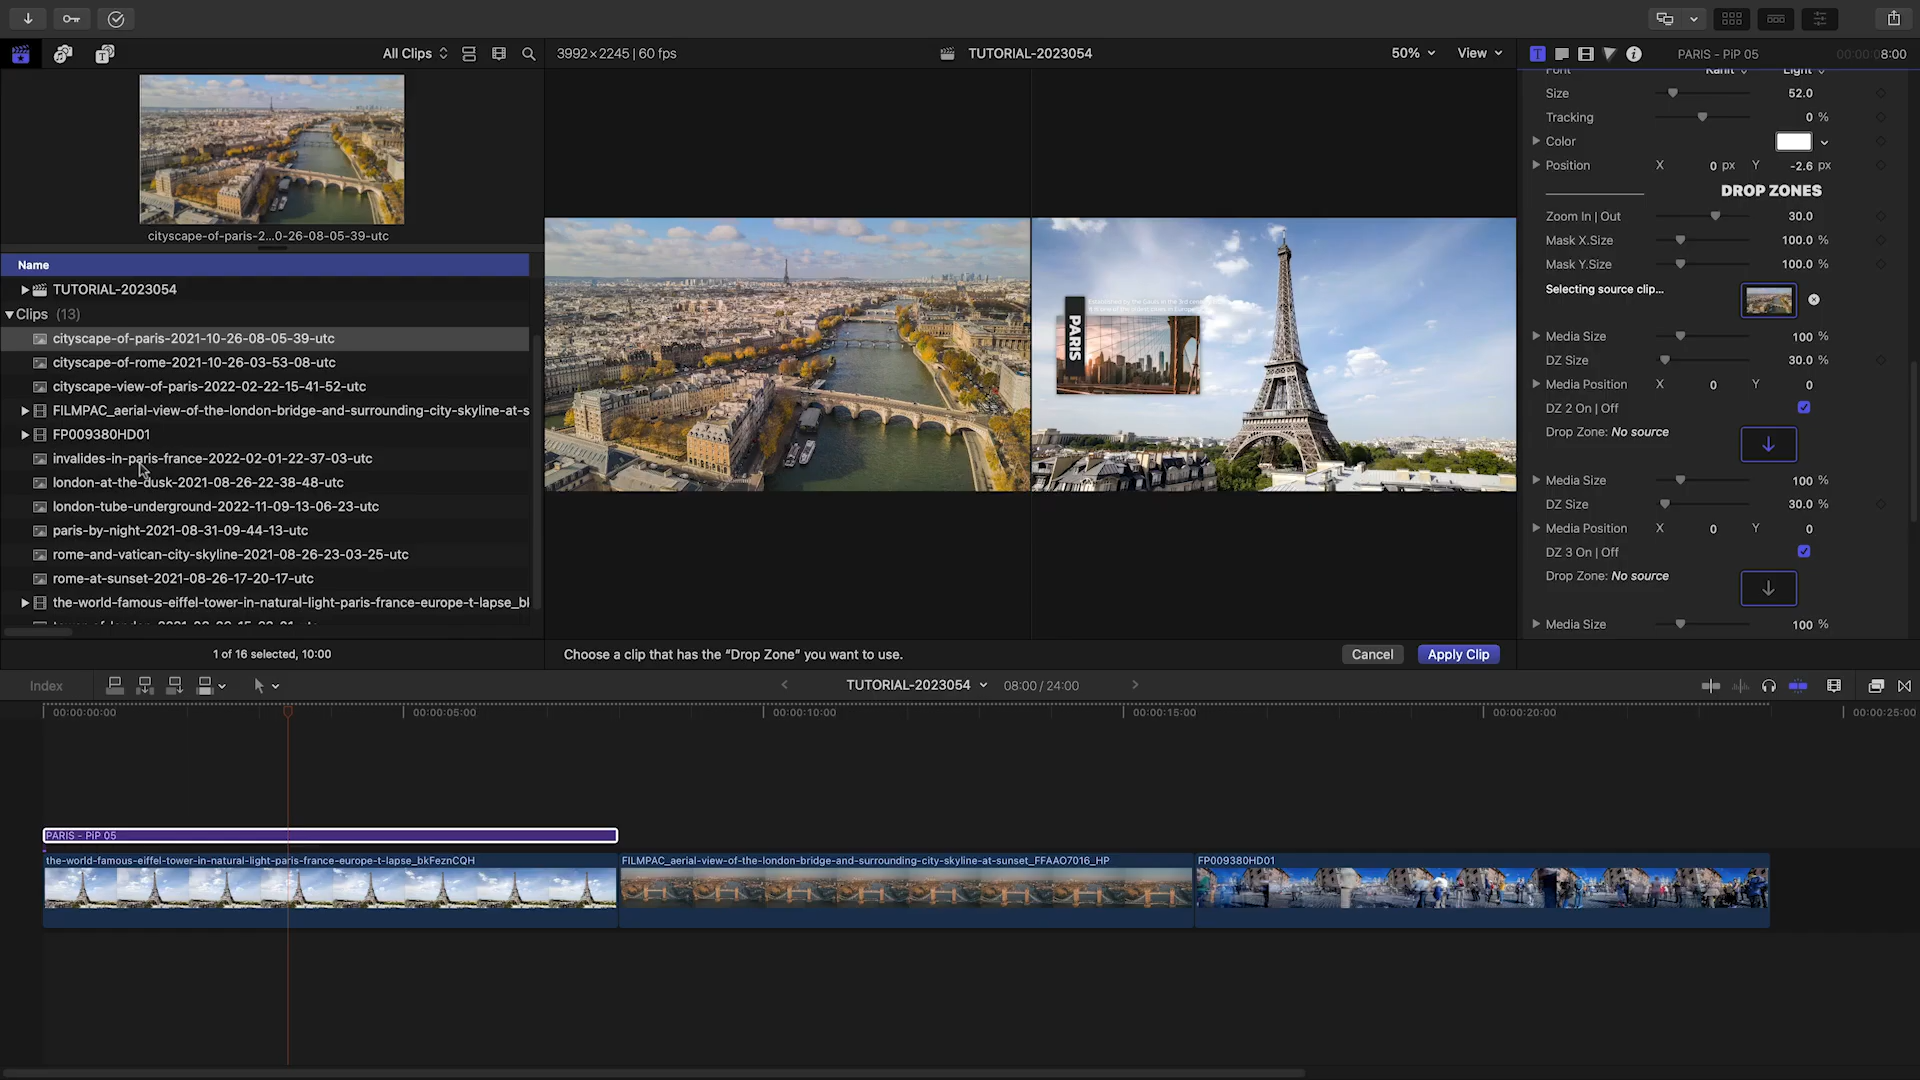 All Clips
3992×2245 | 60 fps
TUTORIAL-2023054
50%
View
PARIS - PiP 05
00:00:08:00
cityscape-of-paris-2...0-26-08-05-39-utc
Name
TUTORIAL-2023054
Clips (13)
cityscape-of-paris-2021-10-26-08-05-39-utc
cityscape-of-rome-2021-10-26-03-53-08-utc
cityscape-view-of-paris-2022-02-22-15-41-52-utc
FILMPAC_aerial-view-of-the-london-bridge-and-surrounding-city-skyline-at-s
FP009380HD01
invalides-in-paris-france-2022-02-01-22-37-03-utc
london-at-the-dusk-2021-08-26-22-38-48-utc
london-tube-underground-2022-11-09-13-06-23-utc
paris-by-night-2021-08-31-09-44-13-utc
rome-and-vatican-city-skyline-2021-08-26-23-03-25-utc
rome-at-sunset-2021-08-26-17-20-17-utc
the-world-famous-eiffel-tower-in-natural-light-paris-france-europe-t-lapse_bl
1 of 16 selected, 10:00
PARIS
Choose a clip that has the “Drop Zone” you want to use.
Cancel
Apply Clip
Font Kanit Light
Size 52.0
Tracking 0 %
Color
Position X 0 px Y -2.6 px
DROP ZONES
Zoom In | Out 30.0
Mask X.Size 100.0 %
Mask Y.Size 100.0 %
Selecting source clip...
Media Size 100 %
DZ Size 30.0 %
Media Position X 0 Y 0
DZ 2 On | Off
Drop Zone: No source
Media Size 100 %
DZ Size 30.0 %
Media Position X 0 Y 0
DZ 3 On | Off
Drop Zone: No source
Media Size 100 %
Index
TUTORIAL-2023054
08:00 / 24:00
00:00:00:00
00:00:05:00
00:00:10:00
00:00:15:00
00:00:20:00
00:00:25:00
PARIS - PiP 05
the-world-famous-eiffel-tower-in-natural-light-paris-france-europe-t-lapse_bkFeznCQH
FILMPAC_aerial-view-of-the-london-bridge-and-surrounding-city-skyline-at-sunset_FFAAO7016_HP
FP009380HD01